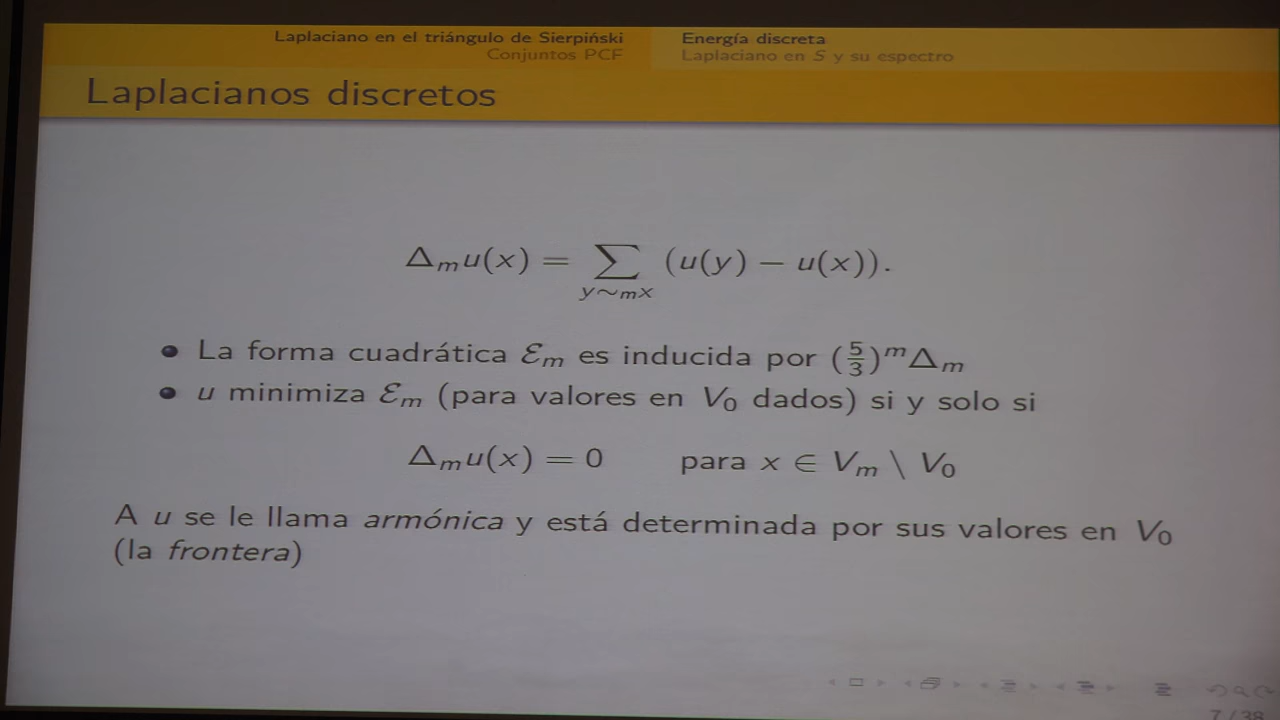 Laplaciano en el triángulo de Sierpiński
Conjuntos PCF
Energía discreta
Laplaciano en S y su espectro
Laplacianos discretos
Δ_m u(x) = ∑_{y∼_m x} (u(y) − u(x)).
La forma cuadrática ℰ_m es inducida por (5/3)^m Δ_m
u minimiza ℰ_m (para valores en V_0 dados) si y solo si
Δ_m u(x) = 0 para x ∈ V_m \ V_0
A u se le llama armónica y está determinada por sus valores en V_0
(la frontera)
7 / 38